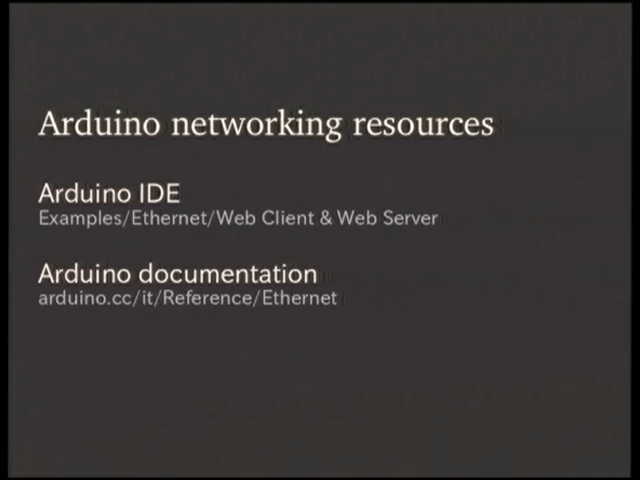 Arduino networking resources
Arduino IDE
Examples/Ethernet/Web Client & Web Server
Arduino documentation
arduino.cc/it/Reference/Ethernet